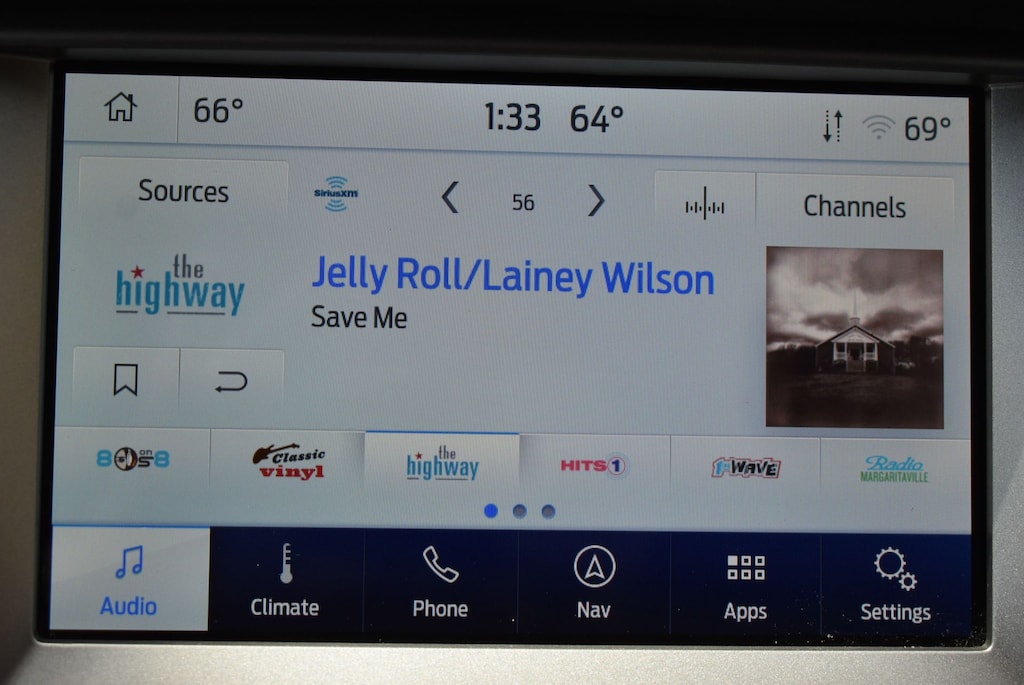 66° 1:33 64° 69°
Sources SiriusXM 56 Channels
the
highway
Jelly Roll/Lainey Wilson
Save Me
80s on 8
Classic
vinyl
the
highway
HITS 1
1st WAVE
Radio
MARGARITAVILLE
Audio Climate Phone Nav Apps Settings